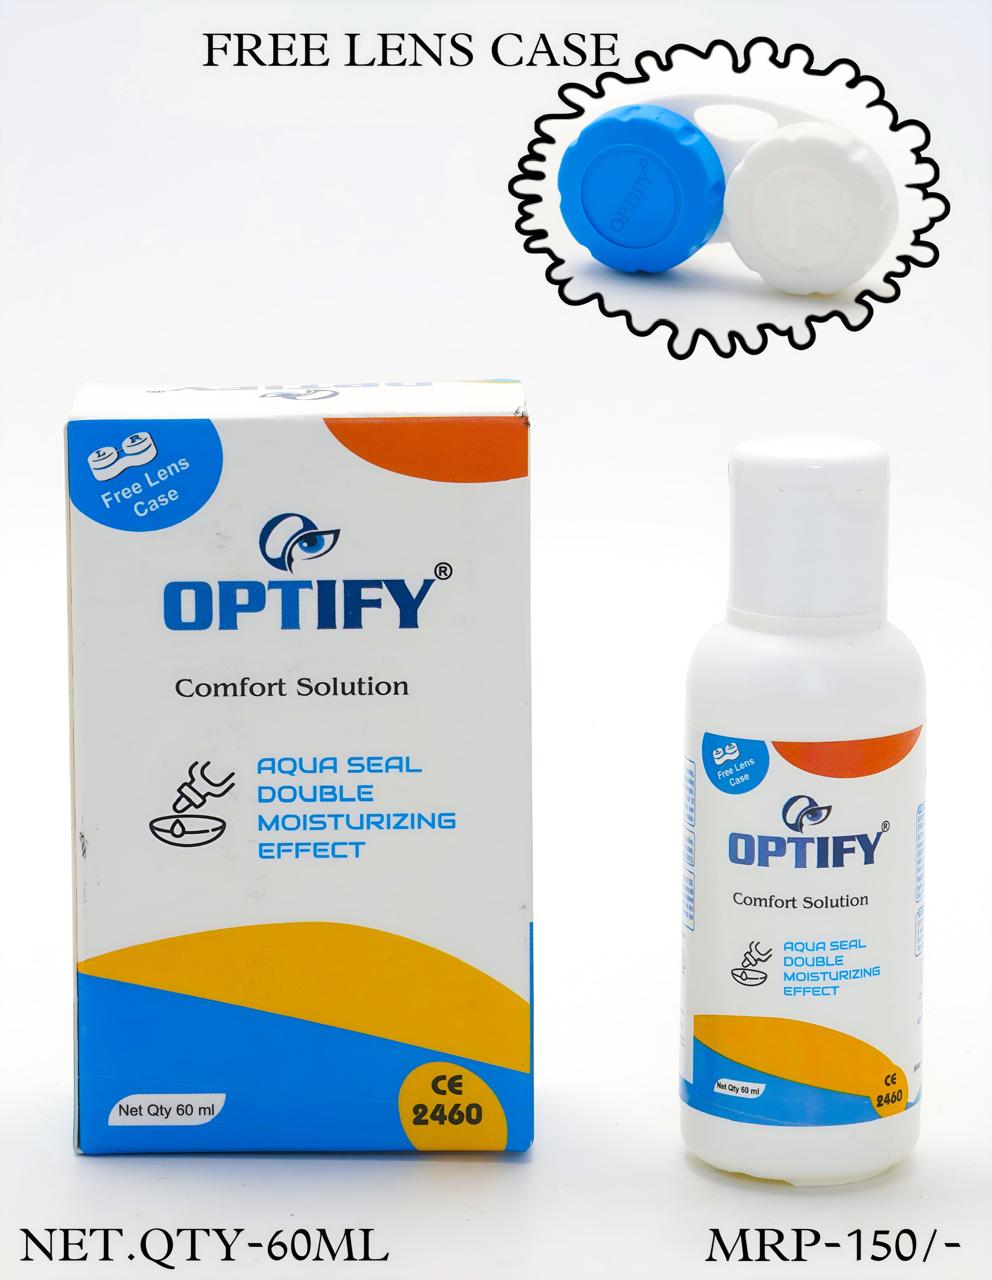 FREE LENS CASE
OPTIFY®
OPTIFY
L R
Free Lens
Case
OPTIFY®
Comfort Solution
AQUA SEAL
DOUBLE
MOISTURIZING
EFFECT
Net Qty 60 ml
CE
2460
Free Lens
Case
OPTIFY®
Comfort Solution
AQUA SEAL
DOUBLE
MOISTURIZING
EFFECT
Net Qty 60 ml
CE
2460
NET.QTY-60ML
MRP-150/-